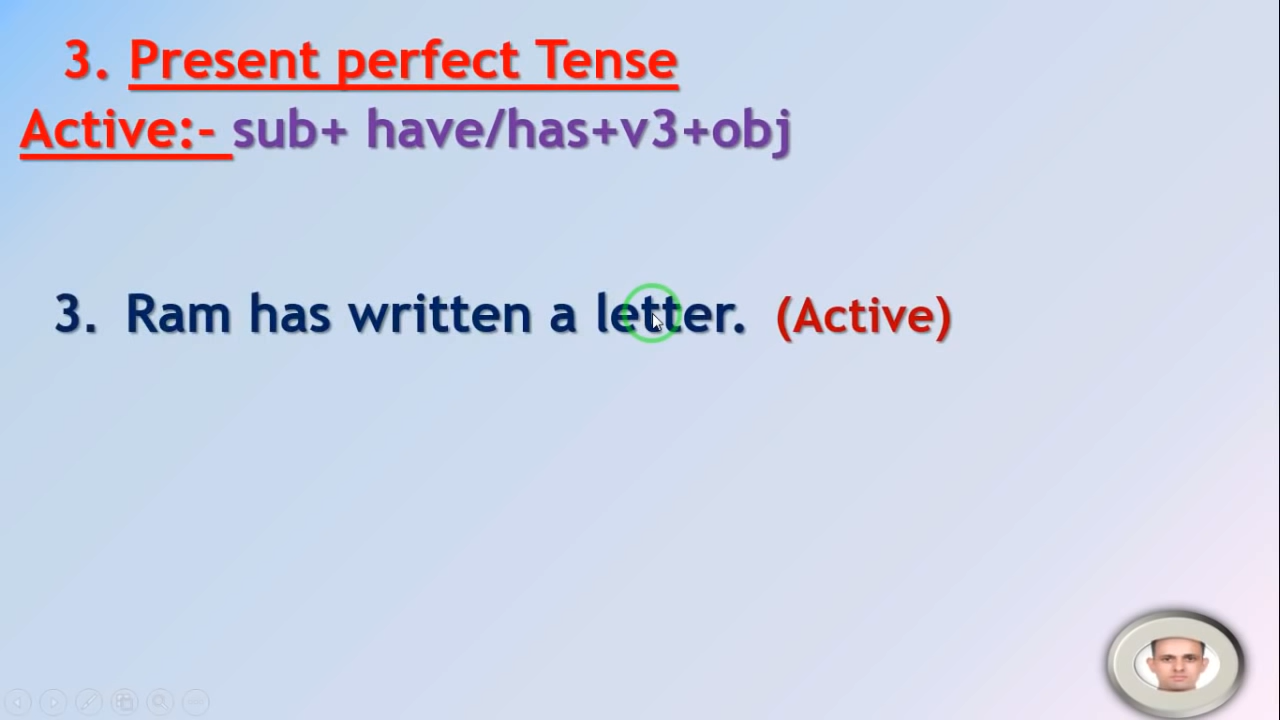 3. Present perfect Tense
Active:- sub+ have/has+v3+obj
3. Ram has written a letter. (Active)